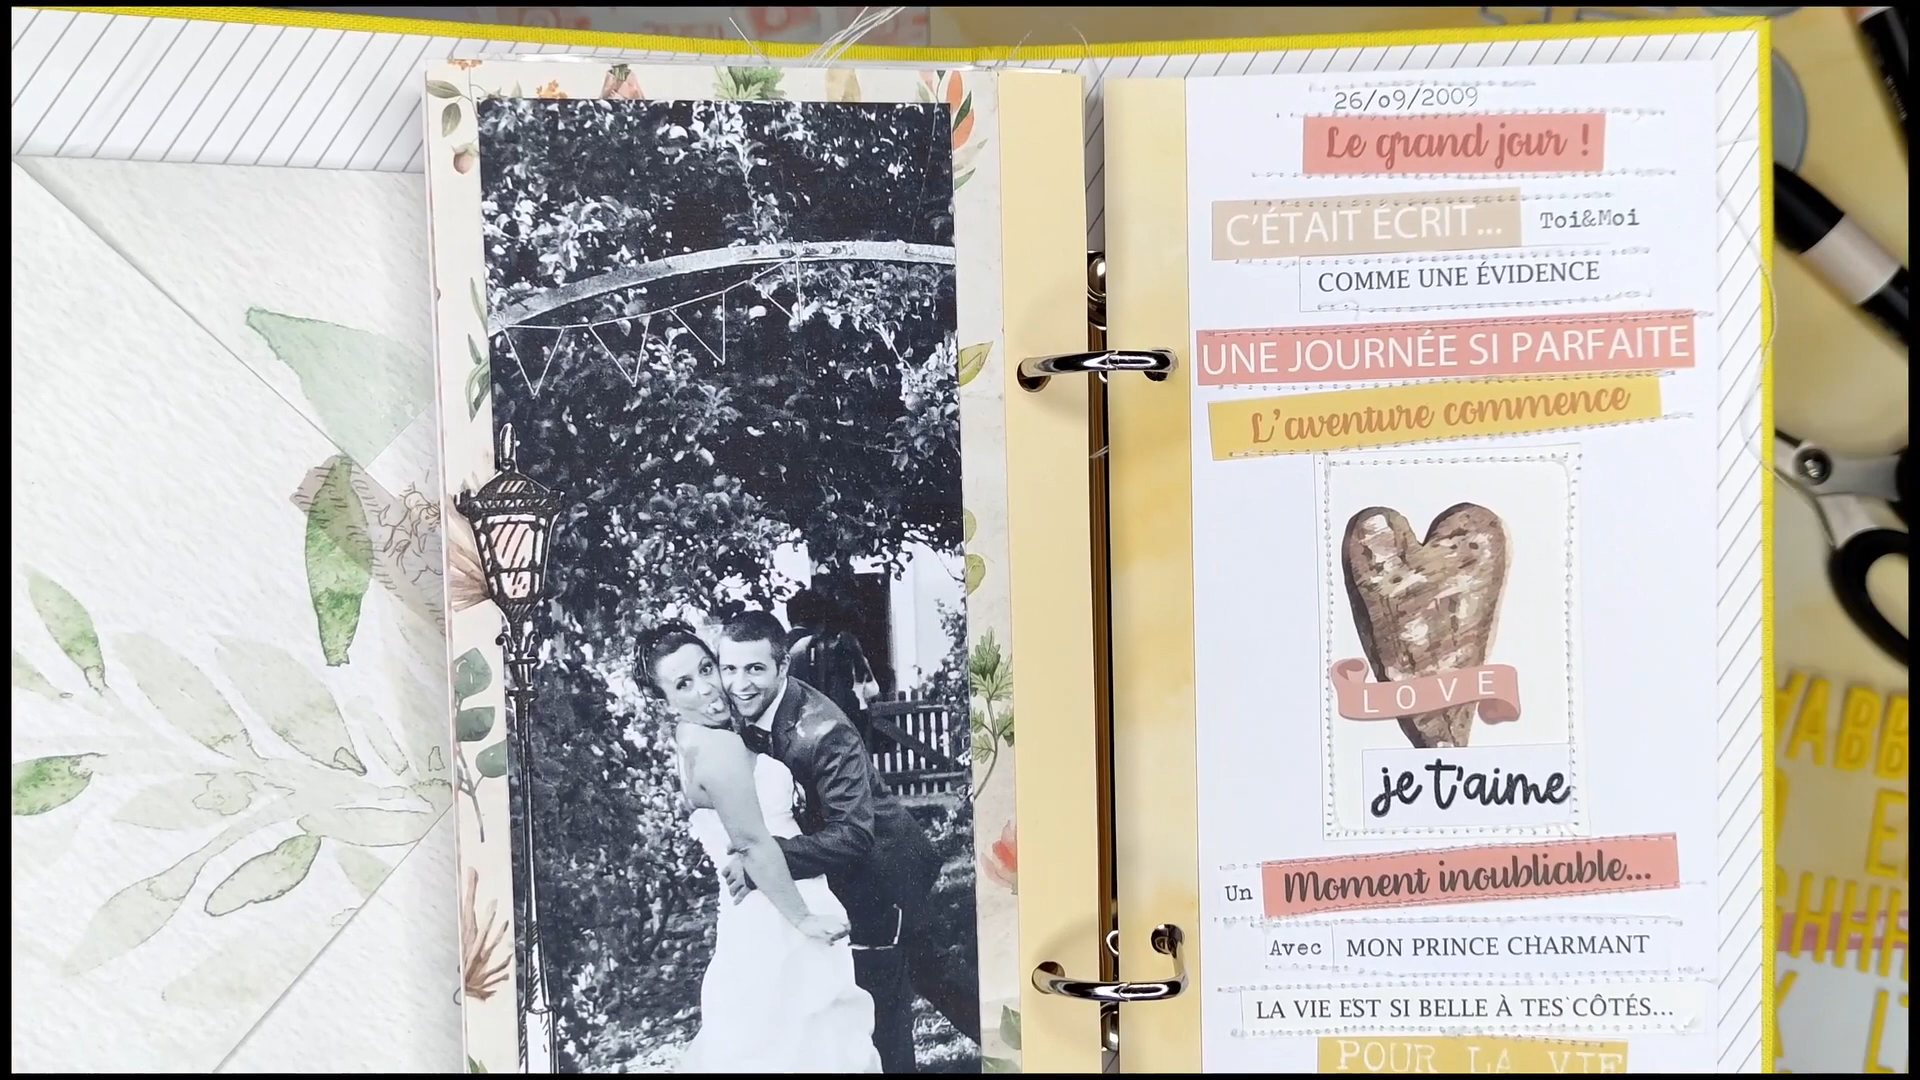 26/09/2009
Le grand jour !
C'ÉTAIT ÉCRIT... Toi&Moi
COMME UNE ÉVIDENCE
UNE JOURNÉE SI PARFAITE
L'aventure commence
LOVE
je t'aime
Un Moment inoubliable...
Avec MON PRINCE CHARMANT
LA VIE EST SI BELLE À TES CÔTÉS...
POUR LA VIE